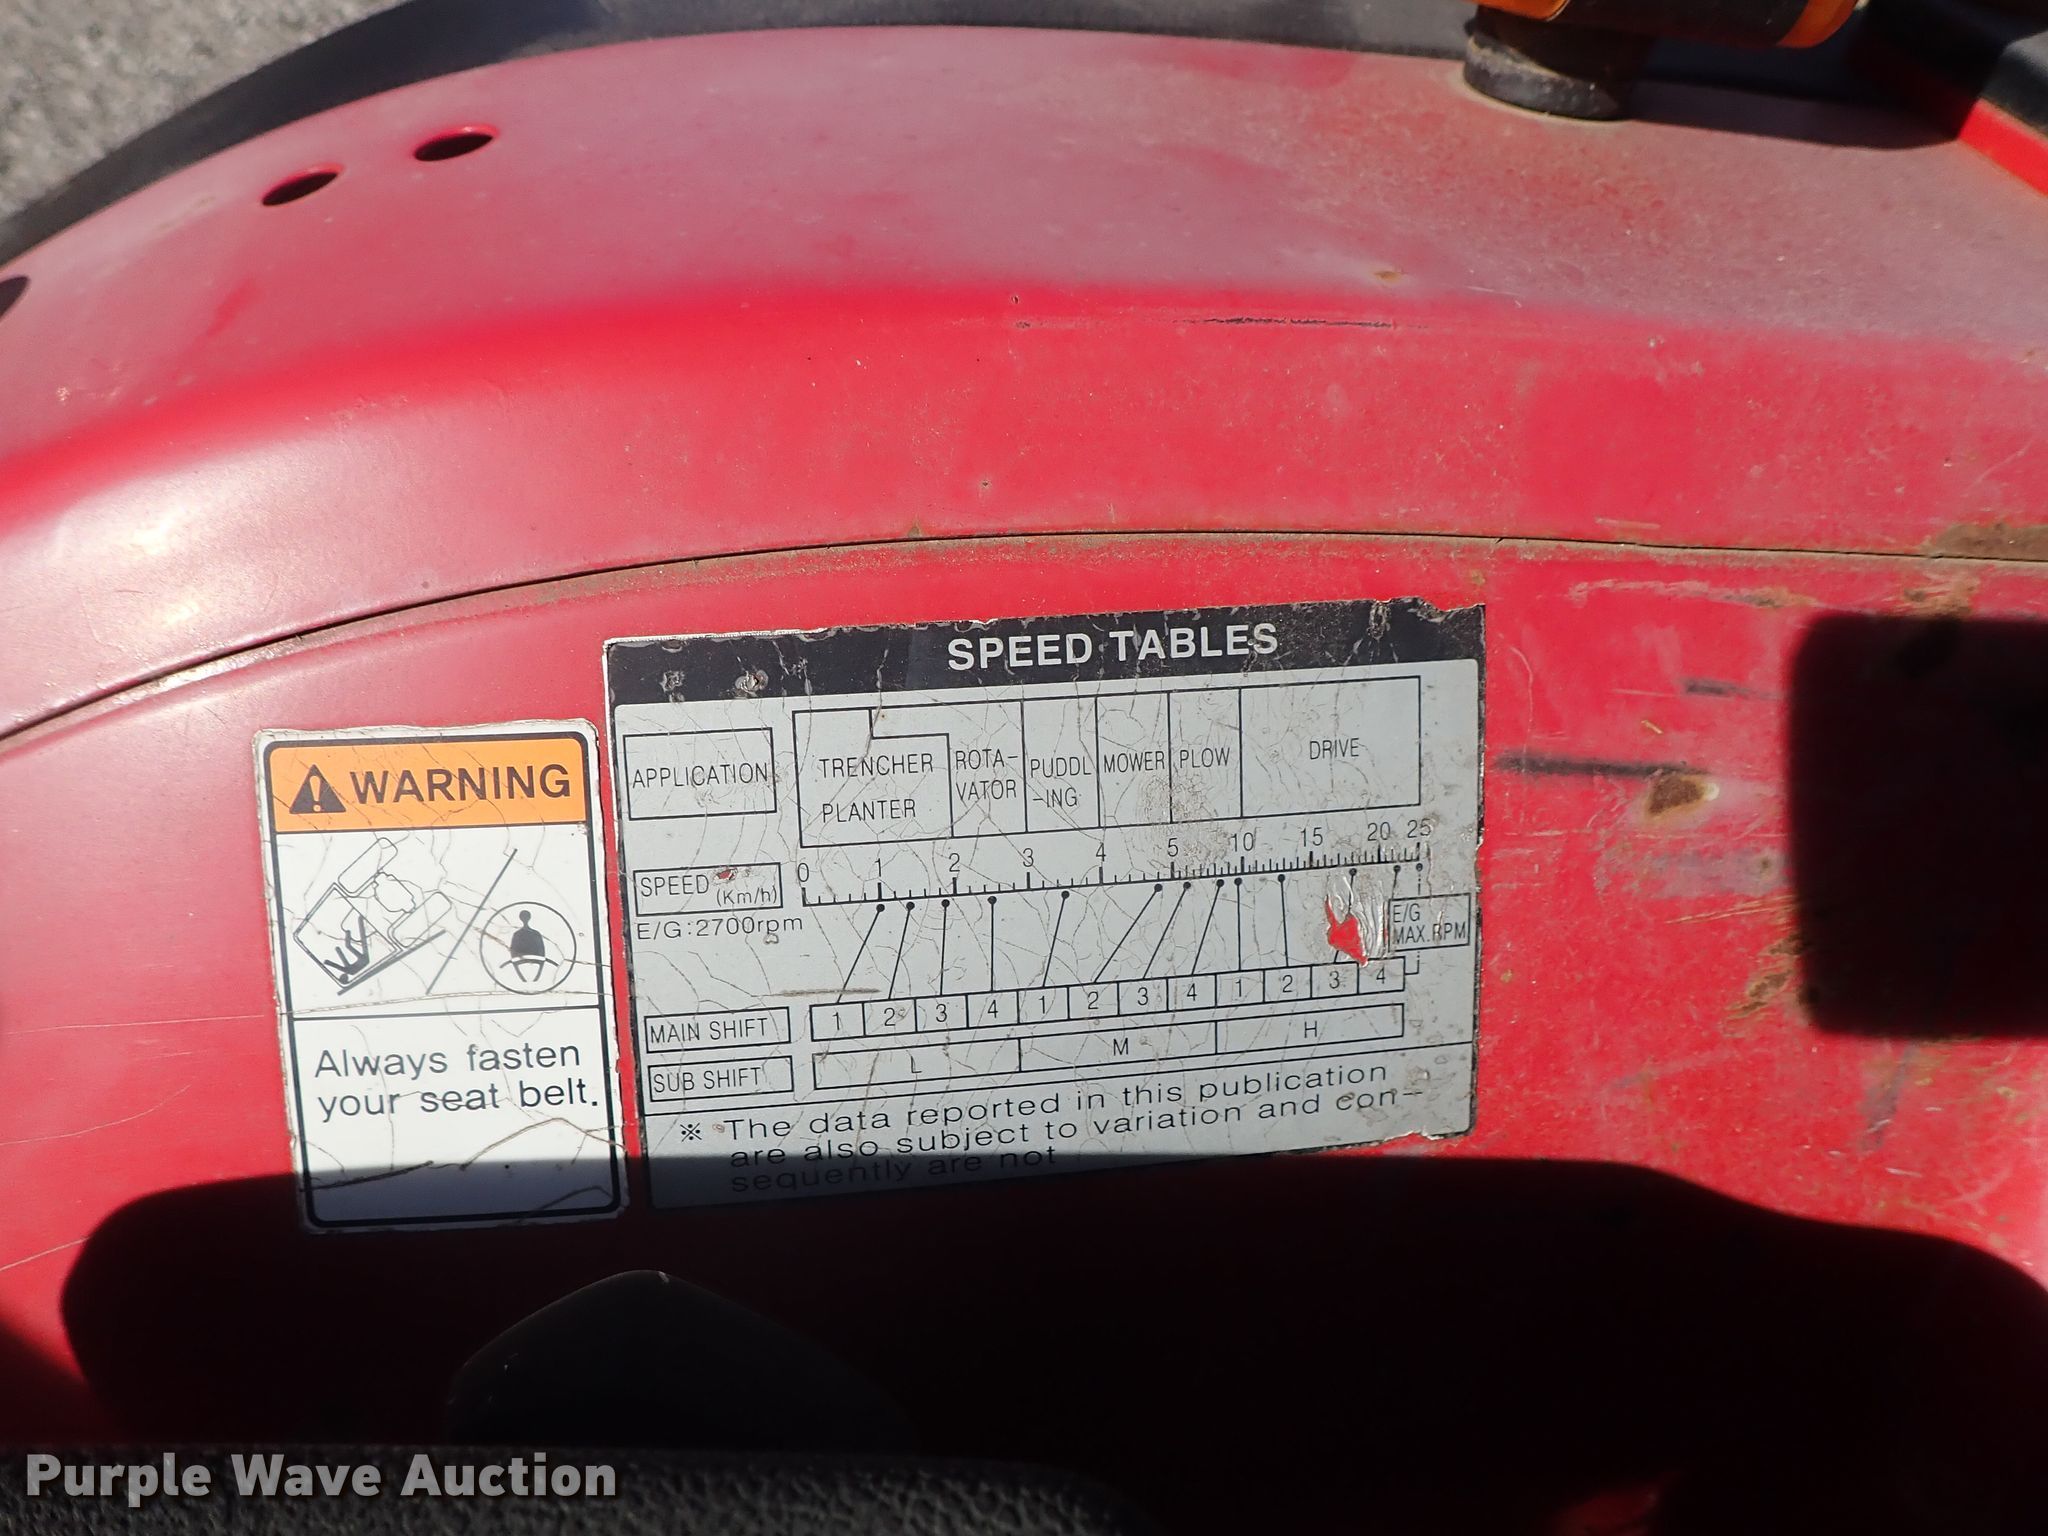 SPEED TABLES
APPLICATION
TRENCHER
PLANTER
ROTA-
VATOR
PUDDL
-ING
MOWER
PLOW
DRIVE
SPEED (Km/h)
0 1 2 3 4 5 10 15 20 25
E/G:2700rpm
E/G
MAX.RPM
MAIN SHIFT
1 2 3 4 1 2 3 4 1 2 3 4
SUB SHIFT
L M H
※ The data reported in this publication
are also subject to variation and con-
sequently are not
WARNING
Always fasten
your seat belt.
Purple Wave Auction